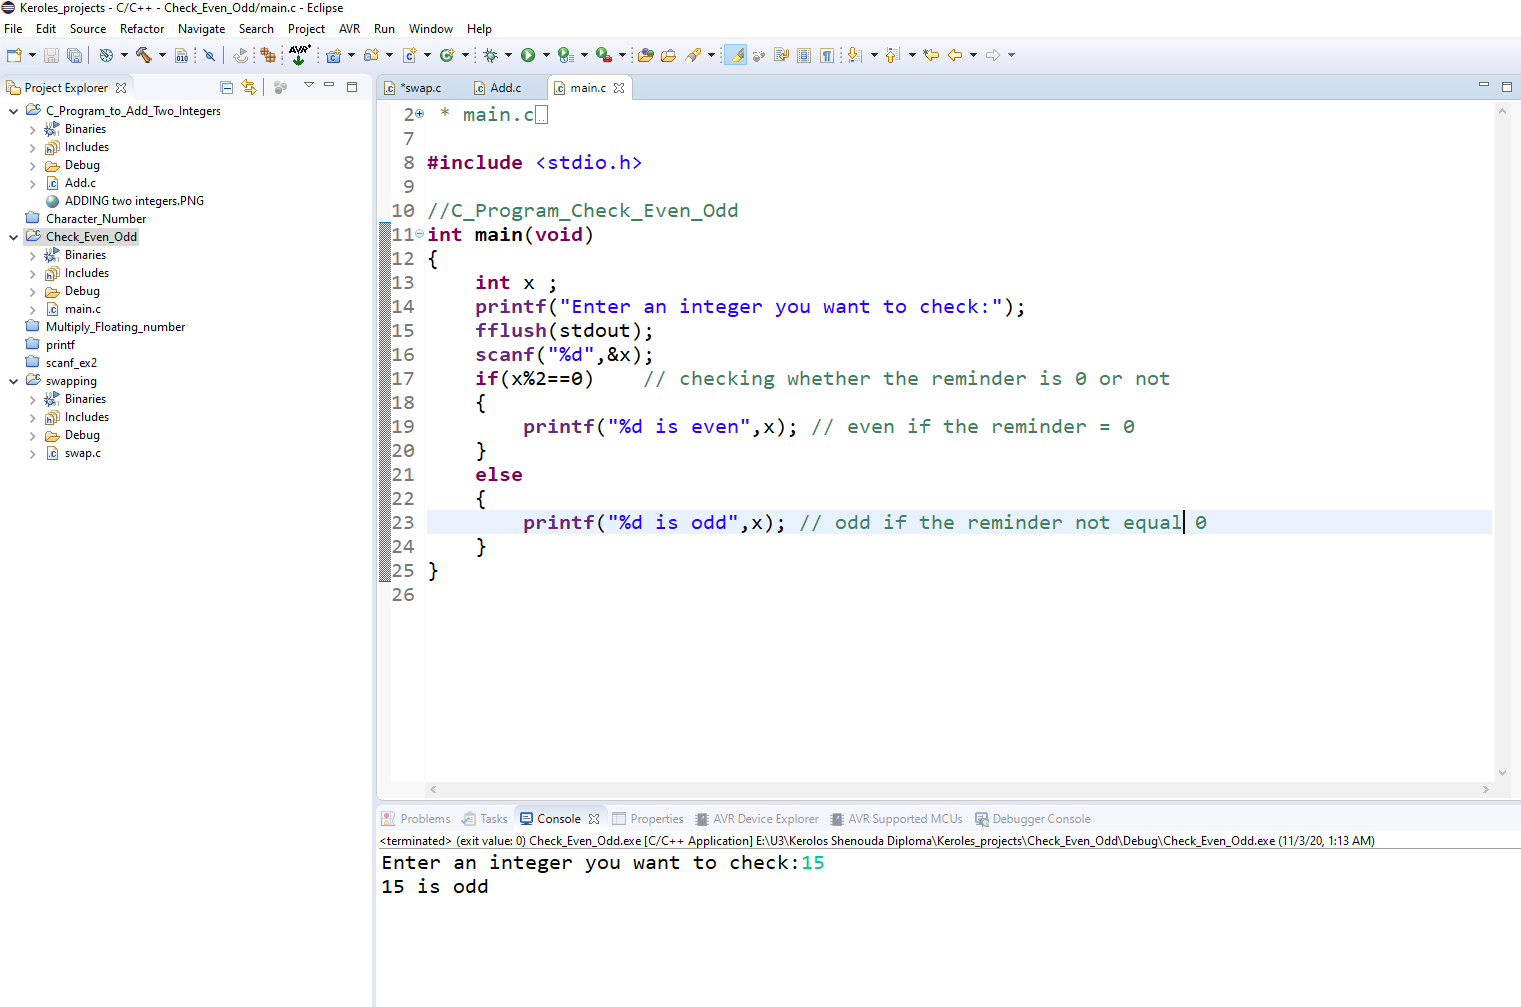 Keroles_projects - C/C++ - Check_Even_Odd/main.c - Eclipse
File Edit Source Refactor Navigate Search Project AVR Run Window Help
Project Explorer
C_Program_to_Add_Two_Integers
Binaries
Includes
Debug
Add.c
ADDING two integers.PNG
Character_Number
Check_Even_Odd
Binaries
Includes
Debug
main.c
Multiply_Floating_number
printf
scanf_ex2
swapping
Binaries
Includes
Debug
swap.c
*swap.c Add.c main.c
2 * main.c
7
8 #include <stdio.h>
9
10 //C_Program_Check_Even_Odd
11 int main(void)
12 {
13 int x ;
14 printf("Enter an integer you want to check:");
15 fflush(stdout);
16 scanf("%d",&x);
17 if(x%2==0) // checking whether the reminder is 0 or not
18 {
19 printf("%d is even",x); // even if the reminder = 0
20 }
21 else
22 {
23 printf("%d is odd",x); // odd if the reminder not equal 0
24 }
25 }
26
Problems Tasks Console Properties AVR Device Explorer AVR Supported MCUs Debugger Console
<terminated> (exit value: 0) Check_Even_Odd.exe [C/C++ Application] E:\U3\Kerolos Shenouda Diploma\Keroles_projects\Check_Even_Odd\Debug\Check_Even_Odd.exe (11/3/20, 1:13 AM)
Enter an integer you want to check:15
15 is odd